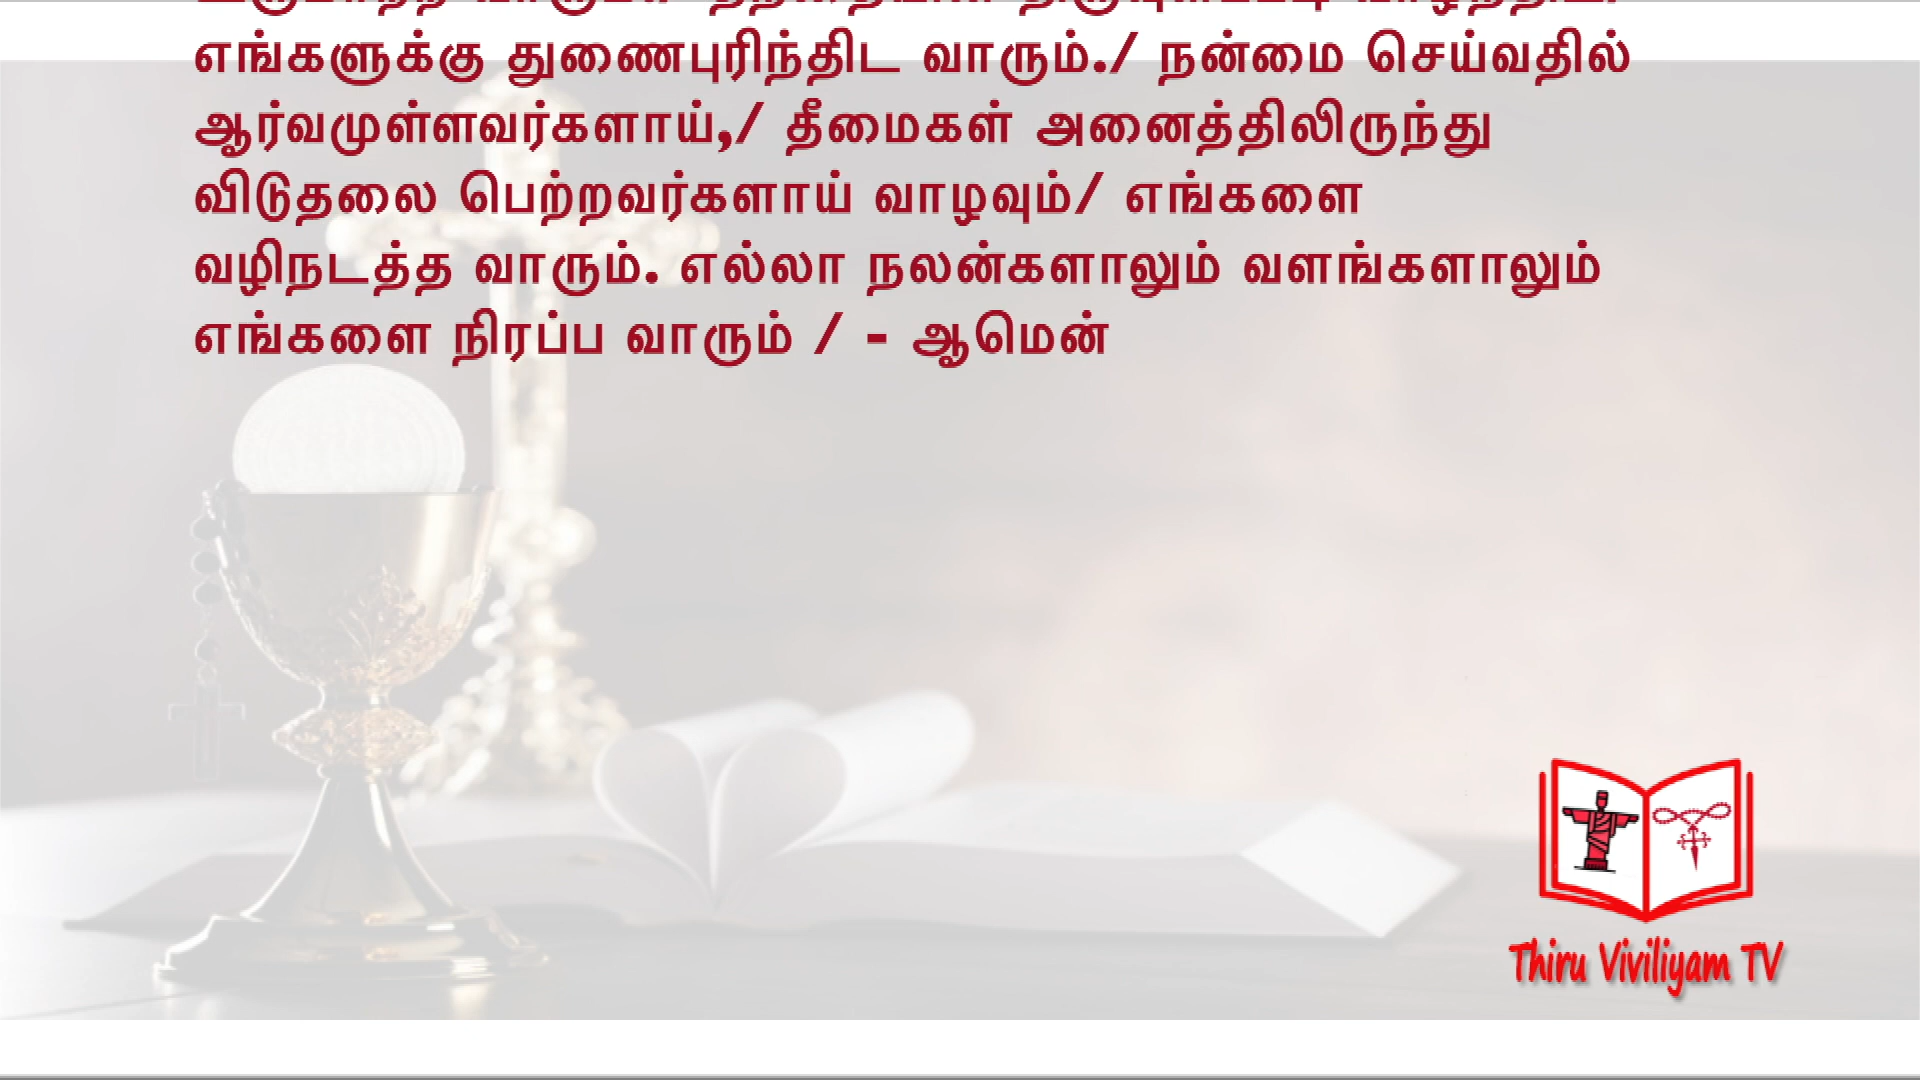 எங்களுக்கு துணைபுரிந்திட வாரும்./ நன்மை செய்வதில்
ஆர்வமுள்ளவர்களாய்,/ தீமைகள் அனைத்திலிருந்து
விடுதலை பெற்றவர்களாய் வாழவும்/ எங்களை
வழிநடத்த வாரும். எல்லா நலன்களாலும் வளங்களாலும்
எங்களை நிரப்ப வாரும் / - ஆமென்
Thiru Viviliyam TV